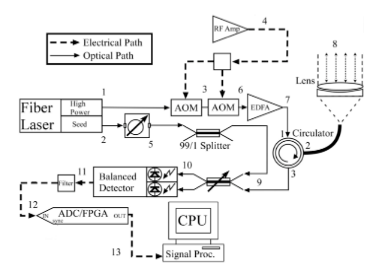 4
8
RF Amp
Electrical Path
Optical Path
Lens
1
3
6
EDFA
7
Fiber Laser
High Power
Seed
AOM
AOM
1
Circulator
2
2
5
99/1 Splitter
3
11
Balanced Detector
10
9
Filter
12
IN
ADC/FPGA
OUT
SYNC
CPU
13
Signal Proc.